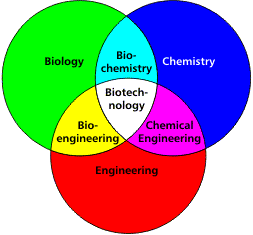 Biology
Bio-
chemistry
Chemistry
Biotech-
nology
Bio-
engineering
Chemical
Engineering
Engineering